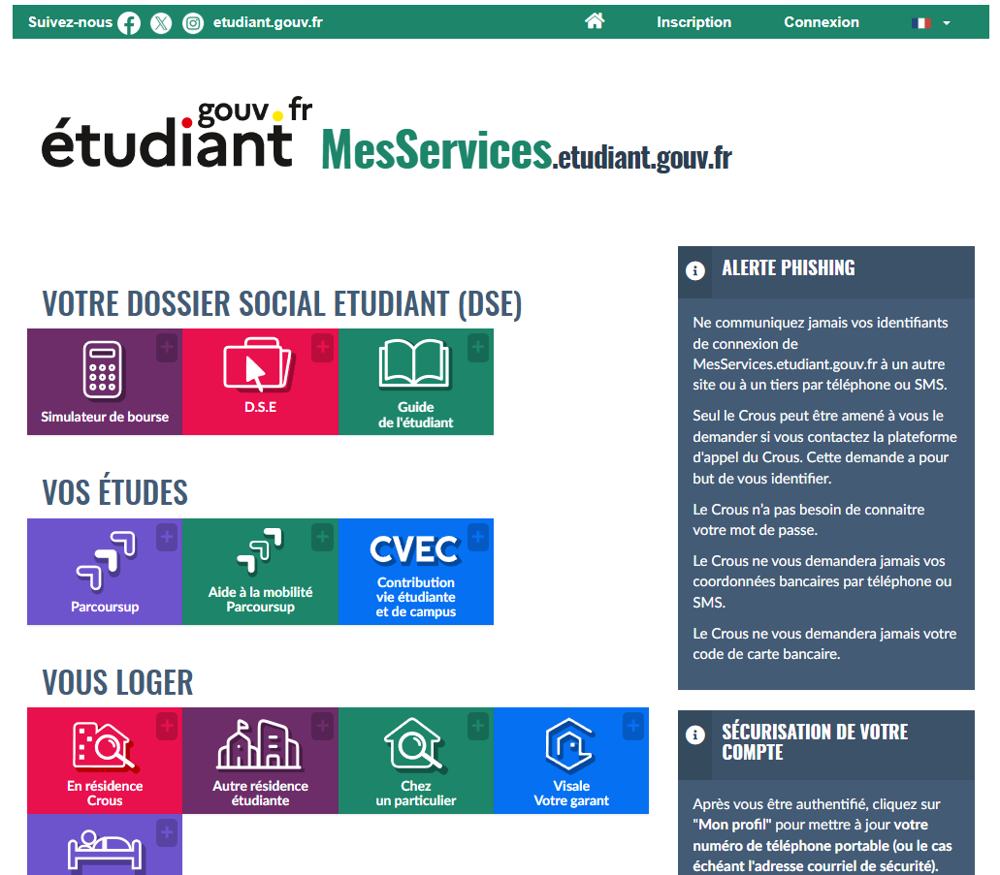 Suivez-nous
etudiant.gouv.fr
Inscription
Connexion
étudiant.gouv.fr
MesServices.etudiant.gouv.fr
VOTRE DOSSIER SOCIAL ETUDIANT (DSE)
Simulateur de bourse
D.S.E
Guide
de l'étudiant
VOS ÉTUDES
Parcoursup
Aide à la mobilité
Parcoursup
CVEC
Contribution
vie étudiante
et de campus
VOUS LOGER
En résidence
Crous
Autre résidence
étudiante
Chez
un particulier
Visale
Votre garant
ALERTE PHISHING
Ne communiquez jamais vos identifiants
de connexion de
MesServices.etudiant.gouv.fr à un autre
site ou à un tiers par téléphone ou SMS.
Seul le Crous peut être amené à vous le
demander si vous contactez la plateforme
d'appel du Crous. Cette demande a pour
but de vous identifier.
Le Crous n’a pas besoin de connaitre
votre mot de passe.
Le Crous ne vous demandera jamais vos
coordonnées bancaires par téléphone ou
SMS.
Le Crous ne vous demandera jamais votre
code de carte bancaire.
SÉCURISATION DE VOTRE
COMPTE
Après vous être authentifié, cliquez sur
"Mon profil" pour mettre à jour votre
numéro de téléphone portable (ou le cas
échéant l'adresse courriel de sécurité).